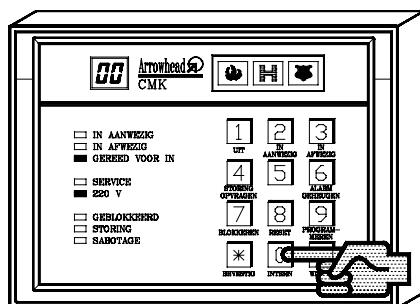 00 Arrowhead
CMK
IN AANWEZIG
IN AFWEZIG
GEREED VOOR IN
SERVICE
220 V
GEBLOKKEERD
STORING
SABOTAGE
1 2 3
UIT IN AANWEZIG IN AFWEZIG
4 5 6
STORING OPVRAGEN ALARM GEHEUGEN
7 8 9
BLOKKEREN RESET PROGRAM-MEREN
* 0
BEVESTIG INTERN